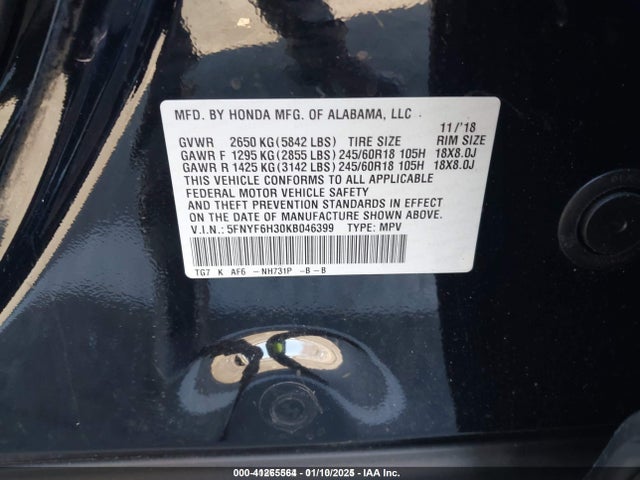 MFD. BY HONDA MFG. OF ALABAMA, LLC.
11/'18
GVWR 2650 KG(5842 LBS) TIRE SIZE RIM SIZE
GAWR F 1295 KG(2855 LBS) 245/60R18 105H 18X8.0J
GAWR R 1425 KG(3142 LBS) 245/60R18 105H 18X8.0J
THIS VEHICLE CONFORMS TO ALL APPLICABLE
FEDERAL MOTOR VEHICLE SAFETY
AND THEFT PREVENTION STANDARDS IN EFFECT
ON THE DATE OF MANUFACTURE SHOWN ABOVE.
V.I.N.: 5FNYF6H30KB046399 TYPE: MPV
TG7 K AF6 -NH731P -B -B
000-41265564 - 01/10/2025 - IAA Inc.